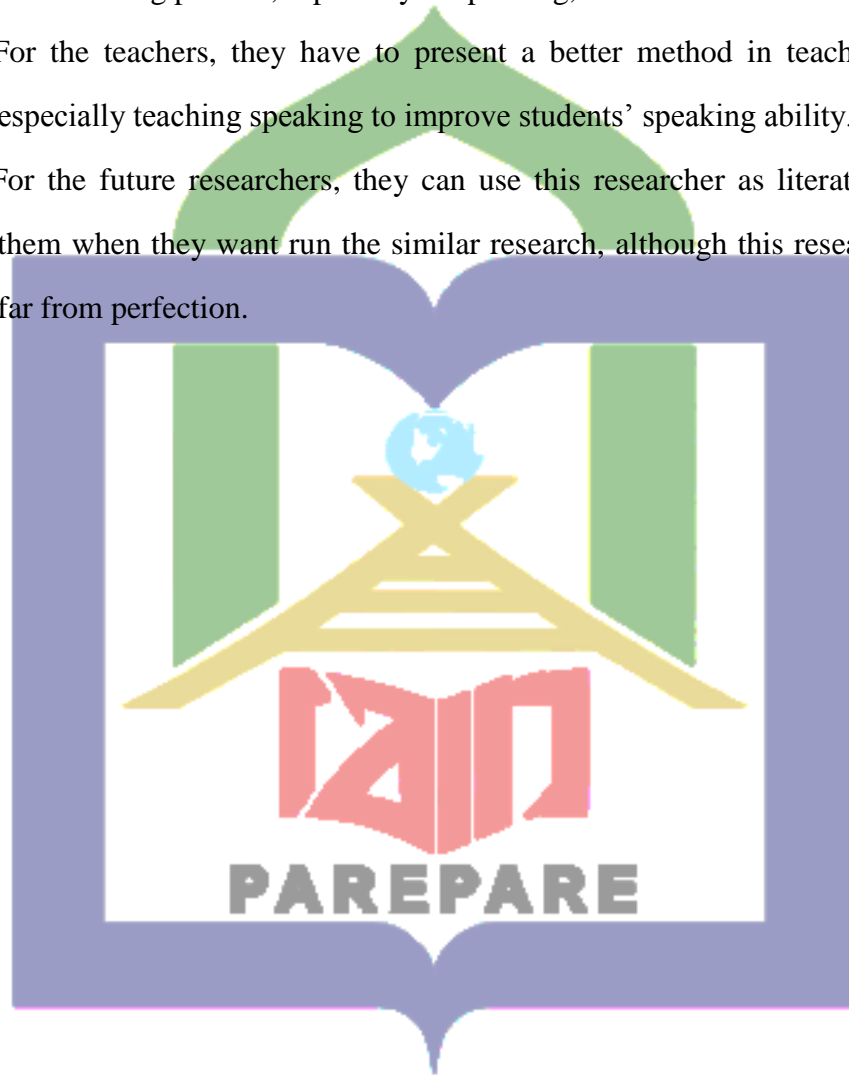 For the teachers, they have to present a better method in teach
especially teaching speaking to improve students’ speaking ability.
For the future researchers, they can use this researcher as literat
them when they want run the similar research, although this resea
far from perfection.
iain
PAREPARE